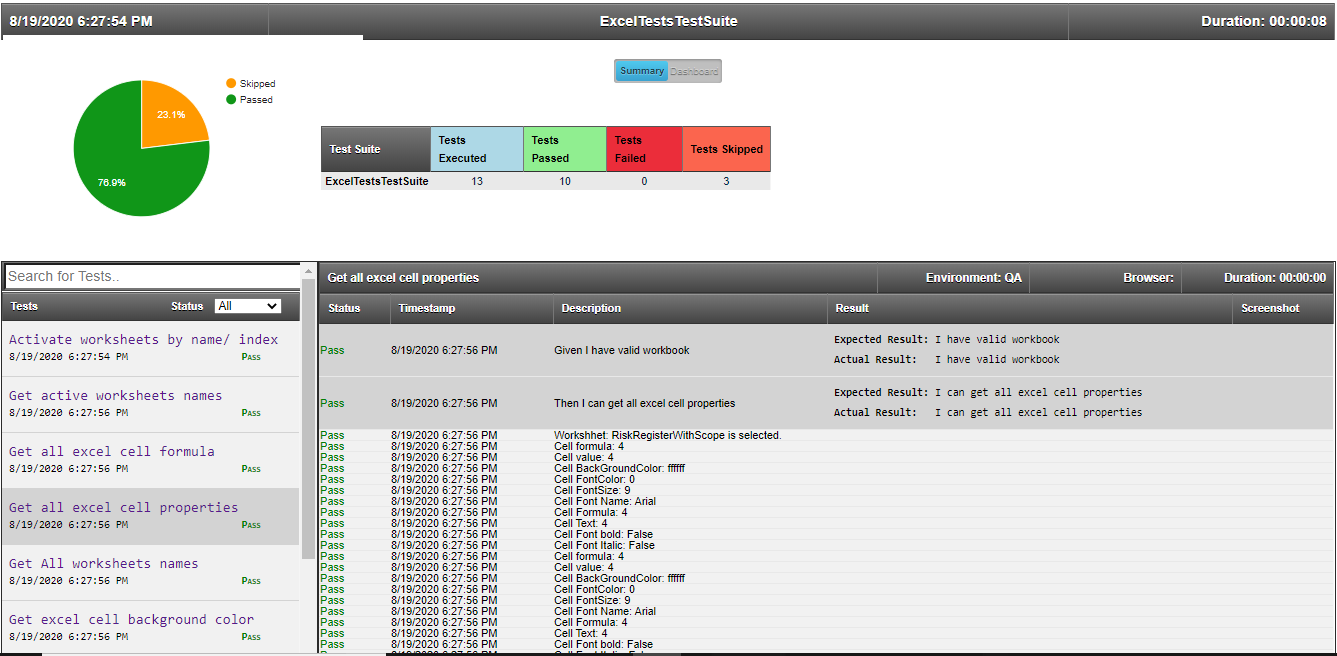 8/19/2020 6:27:54 PM ExcelTestsTestSuite Duration: 00:00:08
Summary Dashboard
Skipped
Passed
23.1%
76.9%
Test Suite Tests Executed Tests Passed Tests Failed Tests Skipped
ExcelTestsTestSuite 13 10 0 3
Search for Tests..
Tests Status All
Activate worksheets by name/ index
8/19/2020 6:27:54 PM Pass
Get active worksheets names
8/19/2020 6:27:56 PM Pass
Get all excel cell formula
8/19/2020 6:27:56 PM Pass
Get all excel cell properties
8/19/2020 6:27:56 PM Pass
Get All worksheets names
8/19/2020 6:27:56 PM Pass
Get excel cell background color
8/19/2020 6:27:56 PM Pass
Get all excel cell properties Environment: QA Browser: Duration: 00:00:00
Status Timestamp Description Result Screenshot
Pass 8/19/2020 6:27:56 PM Given I have valid workbook
Expected Result: I have valid workbook
Actual Result: I have valid workbook
Pass 8/19/2020 6:27:56 PM Then I can get all excel cell properties
Expected Result: I can get all excel cell properties
Actual Result: I can get all excel cell properties
Pass 8/19/2020 6:27:56 PM Workshhet: RiskRegisterWithScope is selected.
Pass 8/19/2020 6:27:56 PM Cell formula: 4
Pass 8/19/2020 6:27:56 PM Cell value: 4
Pass 8/19/2020 6:27:56 PM Cell BackGroundColor: ffffff
Pass 8/19/2020 6:27:56 PM Cell FontColor: 0
Pass 8/19/2020 6:27:56 PM Cell FontSize: 9
Pass 8/19/2020 6:27:56 PM Cell Font Name: Arial
Pass 8/19/2020 6:27:56 PM Cell Formula: 4
Pass 8/19/2020 6:27:56 PM Cell Text: 4
Pass 8/19/2020 6:27:56 PM Cell Font bold: False
Pass 8/19/2020 6:27:56 PM Cell Font Italic: False
Pass 8/19/2020 6:27:56 PM Cell formula: 4
Pass 8/19/2020 6:27:56 PM Cell value: 4
Pass 8/19/2020 6:27:56 PM Cell BackGroundColor: ffffff
Pass 8/19/2020 6:27:56 PM Cell FontColor: 0
Pass 8/19/2020 6:27:56 PM Cell FontSize: 9
Pass 8/19/2020 6:27:56 PM Cell Font Name: Arial
Pass 8/19/2020 6:27:56 PM Cell Formula: 4
Pass 8/19/2020 6:27:56 PM Cell Text: 4
Pass 8/19/2020 6:27:56 PM Cell Font bold: False